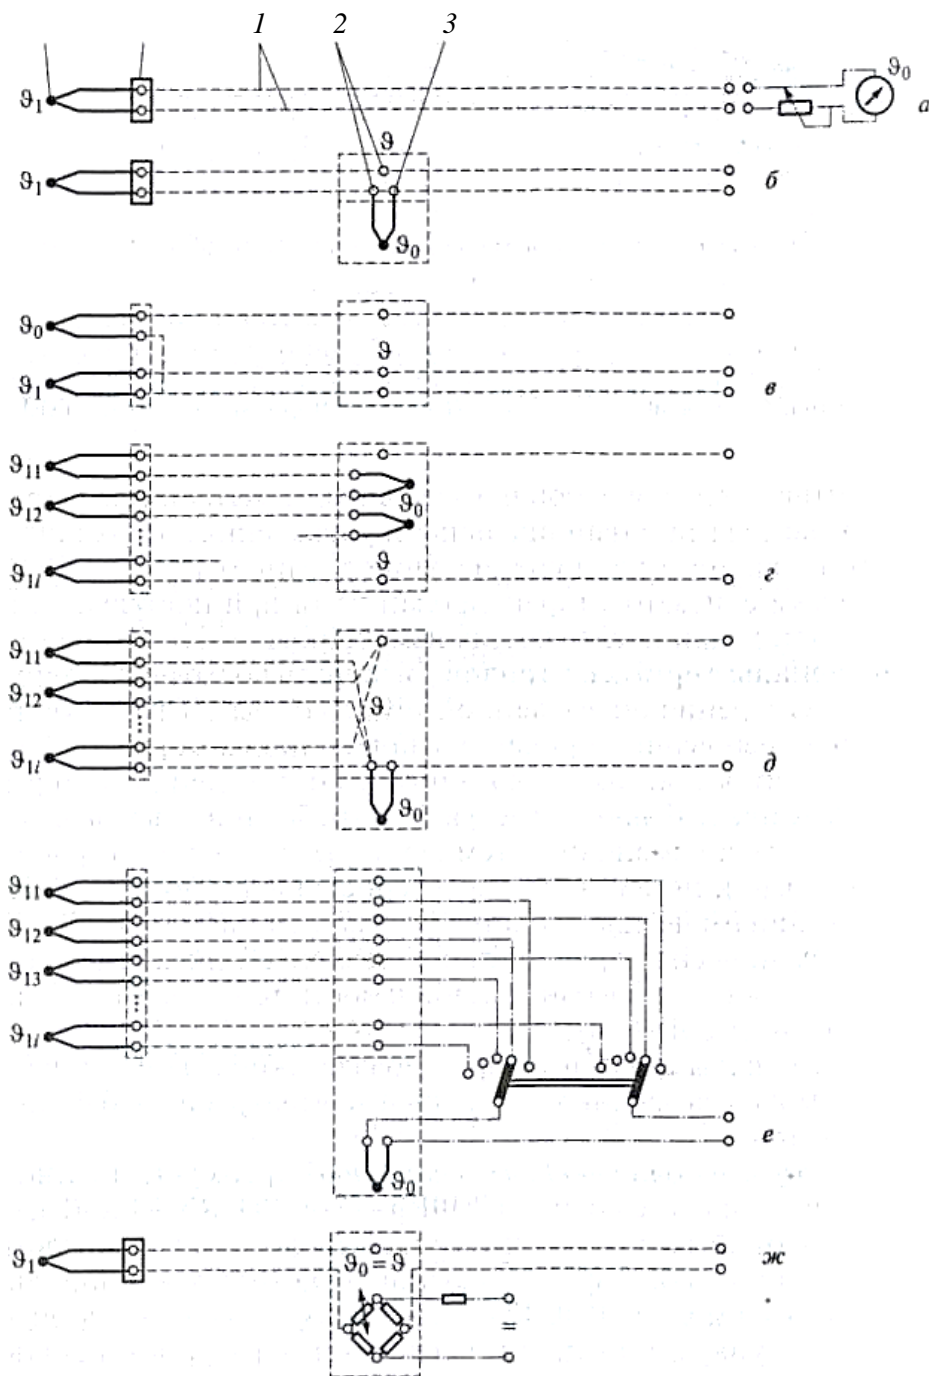 1 2 3
ϑ₁ ϑ₀ а
ϑ
ϑ₁ б
ϑ₀
ϑ₀
ϑ
ϑ₁ в
ϑ₁₁
ϑ₁₂ ϑ₀
ϑ₁ᵢ ϑ г
ϑ₁₁
ϑ₁₂ ϑ
ϑ₁ᵢ д
ϑ₀
ϑ₁₁
ϑ₁₂
ϑ₁₃
ϑ₁ᵢ
е
ϑ₀
ϑ₁ ϑ₀ = ϑ ж
=